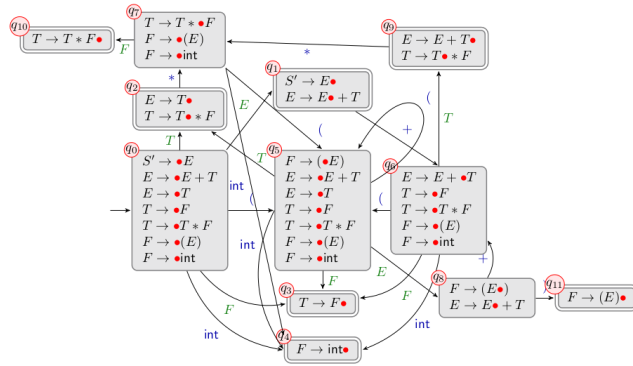 q10
T → T * F•
F
q7
T → T * •F
F → •(E)
F → •int
*
q9
E → E + T•
T → T• * F
*
q1
S′ → E•
E → E• + T
E
(
+
(
T
q2
E → T•
T → T• * F
T
T
q0
S′ → •E
E → •E + T
E → •T
T → •F
T → •T * F
F → •(E)
F → •int
int
(
int
q5
F → (•E)
E → •E + T
E → •T
T → •F
T → •T * F
F → •(E)
F → •int
(
q6
E → E + •T
T → •F
T → •T * F
F → •(E)
F → •int
F
E
+
F
F
q3
T → F•
int
int
q4
F → int•
q8
F → (E•)
E → E• + T
)
q11
F → (E)•